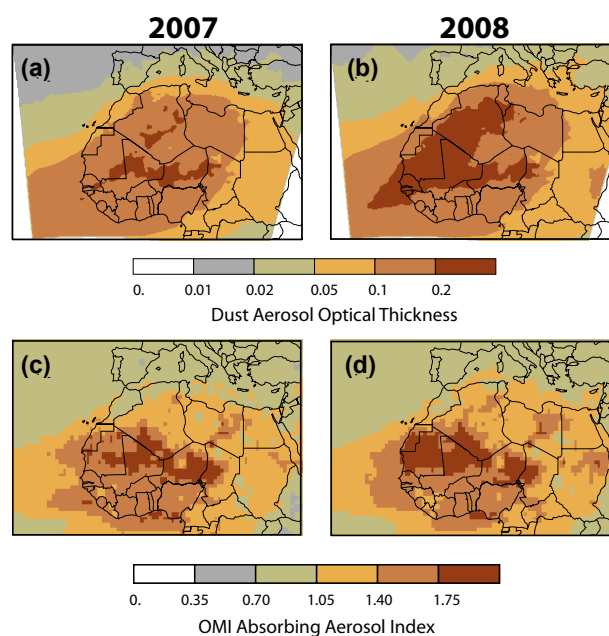 2007 2008
(a) (b)
0. 0.01 0.02 0.05 0.1 0.2
Dust Aerosol Optical Thickness
(c) (d)
0. 0.35 0.70 1.05 1.40 1.75
OMI Absorbing Aerosol Index